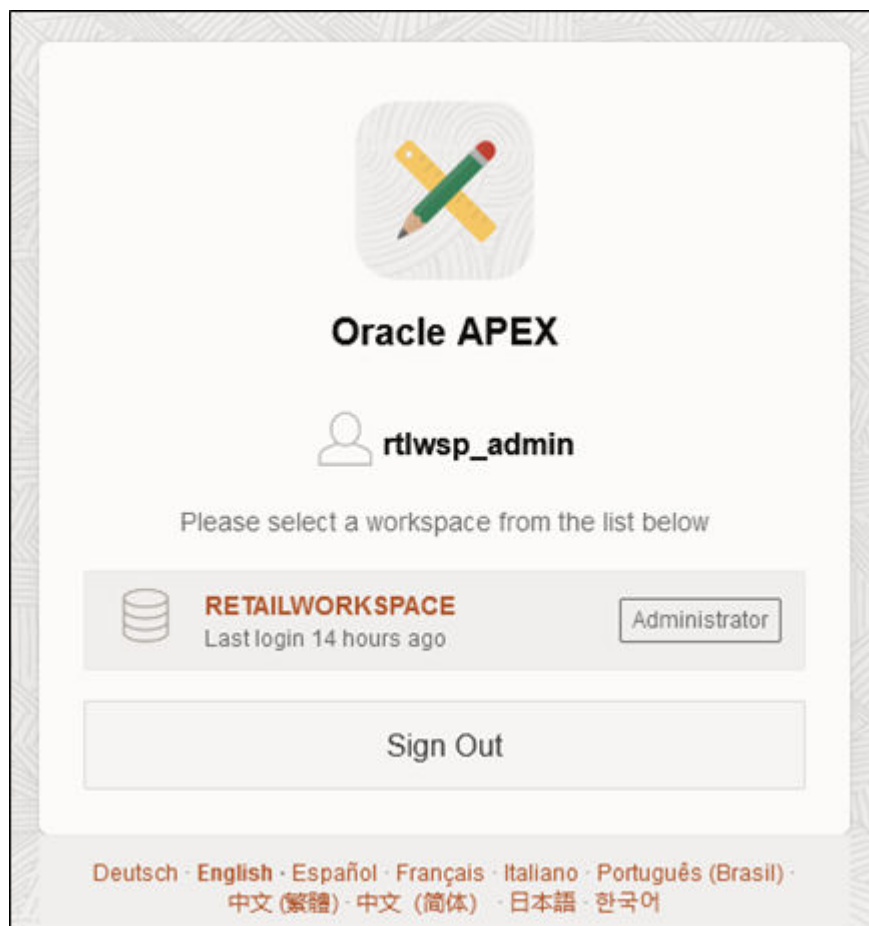 Oracle APEX
rtlwsp_admin
Please select a workspace from the list below
RETAILWORKSPACE
Last login 14 hours ago
Administrator
Sign Out
Deutsch · English · Español · Français · Italiano · Português (Brasil) ·
中文 (繁體) · 中文 (简体) · 日本語 · 한국어